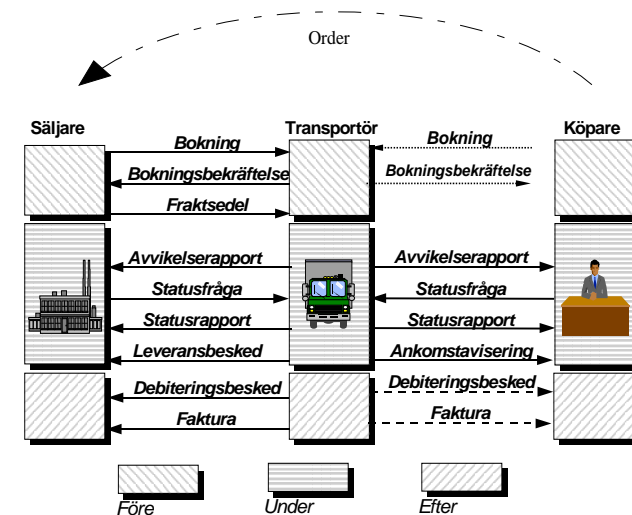 Order
Säljare
Transportör
Köpare
Bokning
Bokning
Bokningsbekräftelse
Bokningsbekräftelse
Fraktsedel
Avvikelserapport
Avvikelserapport
Statusfråga
Statusfråga
Statusrapport
Statusrapport
Leveransbesked
Ankomstavisering
Debiteringsbesked
Debiteringsbesked
Faktura
Faktura
Före
Under
Efter